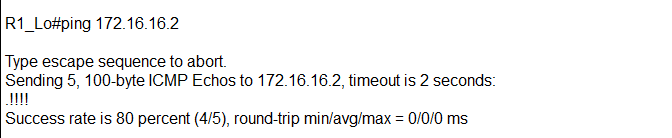 R1_Lo#ping 172.16.16.2
Type escape sequence to abort.
Sending 5, 100-byte ICMP Echos to 172.16.16.2, timeout is 2 seconds:
.!!!!
Success rate is 80 percent (4/5), round-trip min/avg/max = 0/0/0 ms